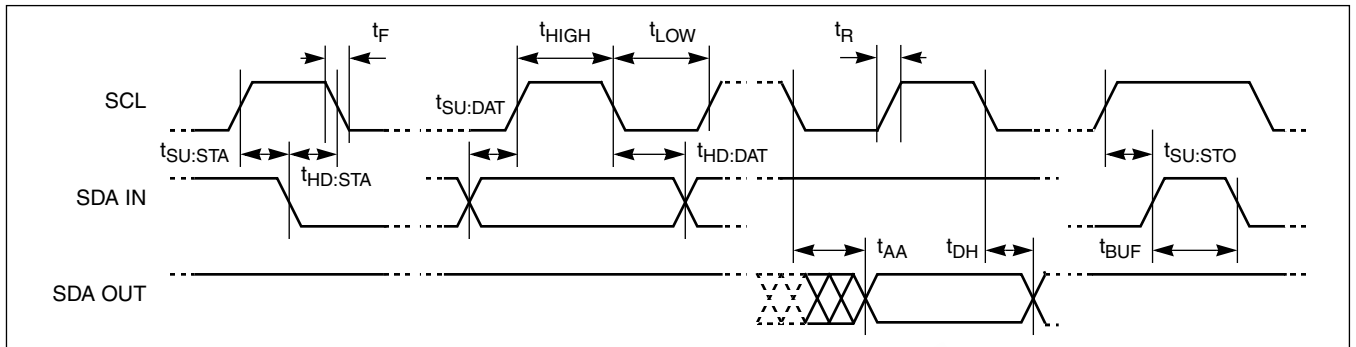 tF
tHIGH
tLOW
tR
SCL
tSU:DAT
tSU:STA
tHD:STA
tHD:DAT
tSU:STO
SDA IN
tAA
tDH
tBUF
SDA OUT